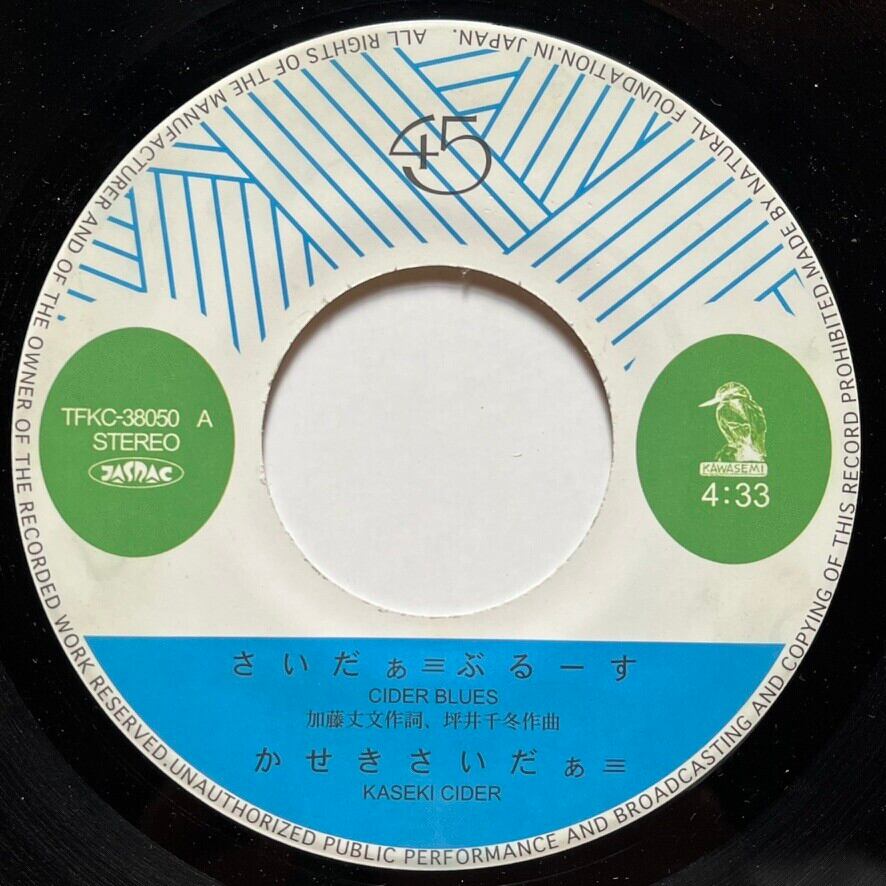 45
TFKC-38050 A
STEREO
JASRAC
KAWASEMI
4:33
さいだぁ≡ぶるーす
CIDER BLUES
加藤丈文作詞、坪井千冬作曲
かせきさいだぁ≡
KASEKI CIDER
ALL RIGHTS OF THE MANUFACTURER AND OF THE OWNER OF THE RECORDED WORK RESERVED.UNAUTHORIZED PUBLIC PERFORMANCE AND BROADCASTING AND COPYING OF THIS RECORD PROHIBITED.MADE BY NATURAL FOUNDATION.IN JAPAN.